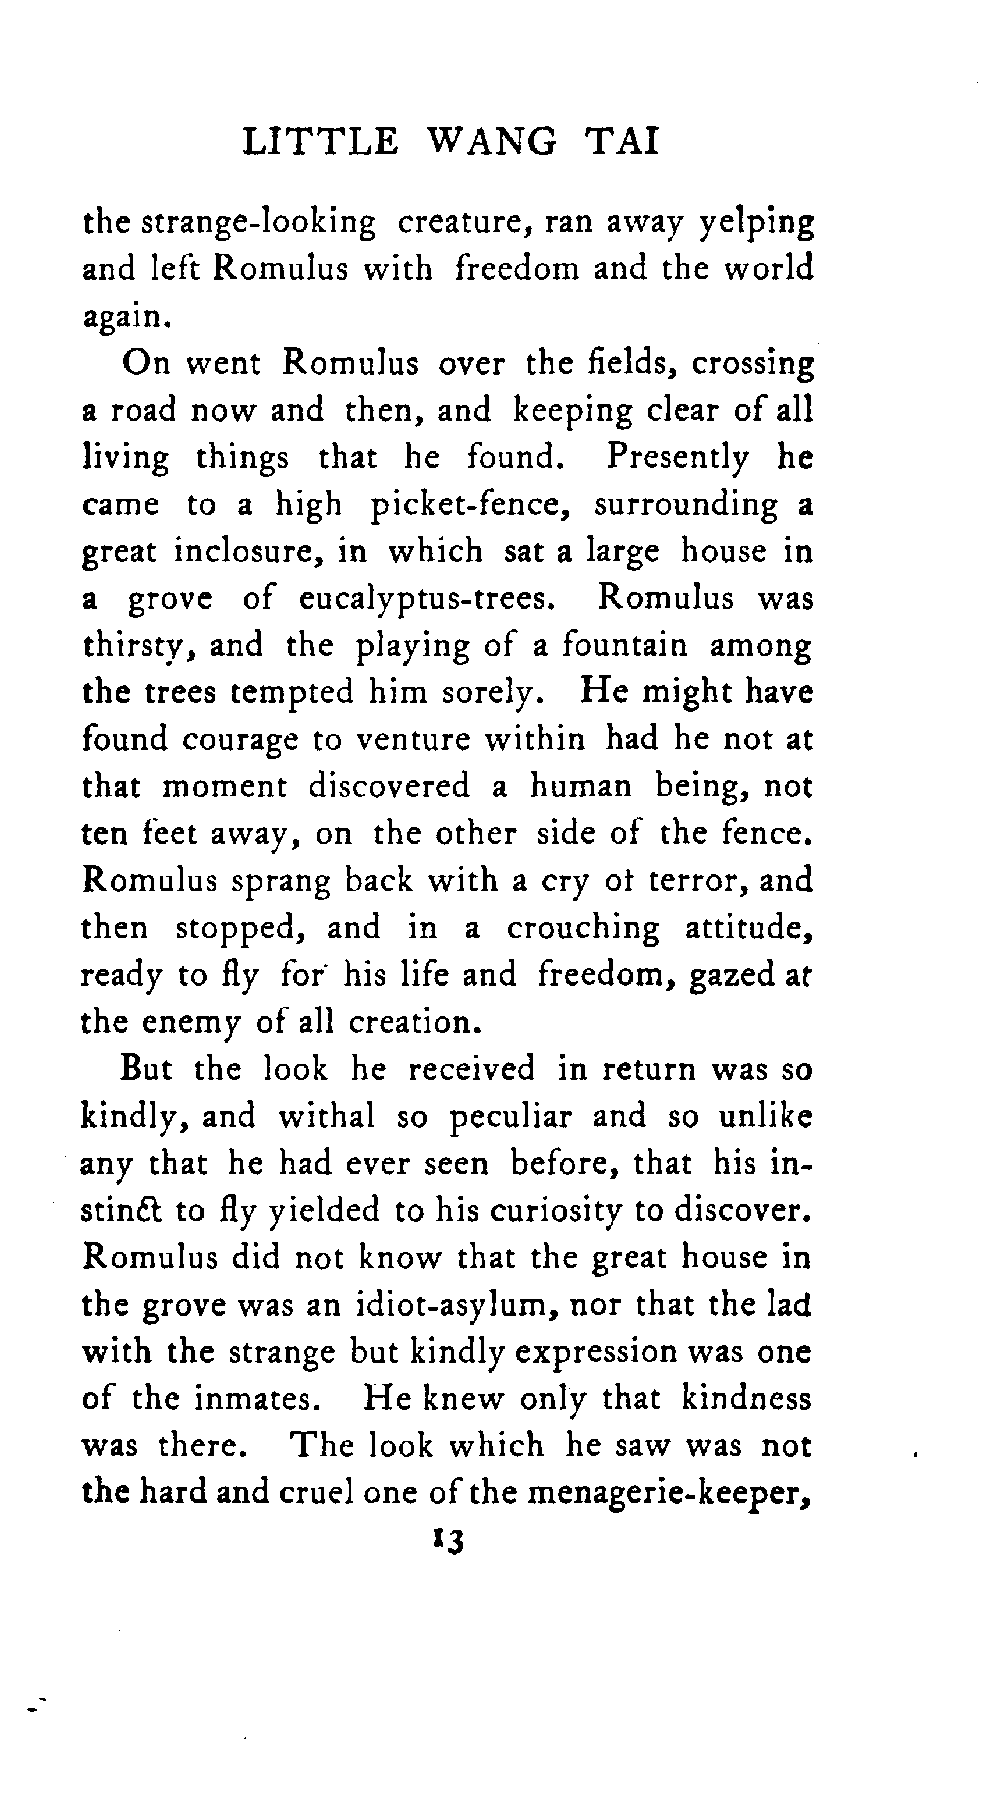 LITTLE WANG TAI
the strange-looking creature, ran away yelping
and left Romulus with freedom and the world
again.
On went Romulus over the fields, crossing
a road now and then, and keeping clear of all
living things that he found. Presently he
came to a high picket-fence, surrounding a
great inclosure, in which sat a large house in
a grove of eucalyptus-trees. Romulus was
thirsty, and the playing of a fountain among
the trees tempted him sorely. He might have
found courage to venture within had he not at
that moment discovered a human being, not
ten feet away, on the other side of the fence.
Romulus sprang back with a cry of terror, and
then stopped, and in a crouching attitude,
ready to fly for his life and freedom, gazed at
the enemy of all creation.
But the look he received in return was so
kindly, and withal so peculiar and so unlike
any that he had ever seen before, that his in-
stinct to fly yielded to his curiosity to discover.
Romulus did not know that the great house in
the grove was an idiot-asylum, nor that the lad
with the strange but kindly expression was one
of the inmates. He knew only that kindness
was there. The look which he saw was not
the hard and cruel one of the menagerie-keeper,
13